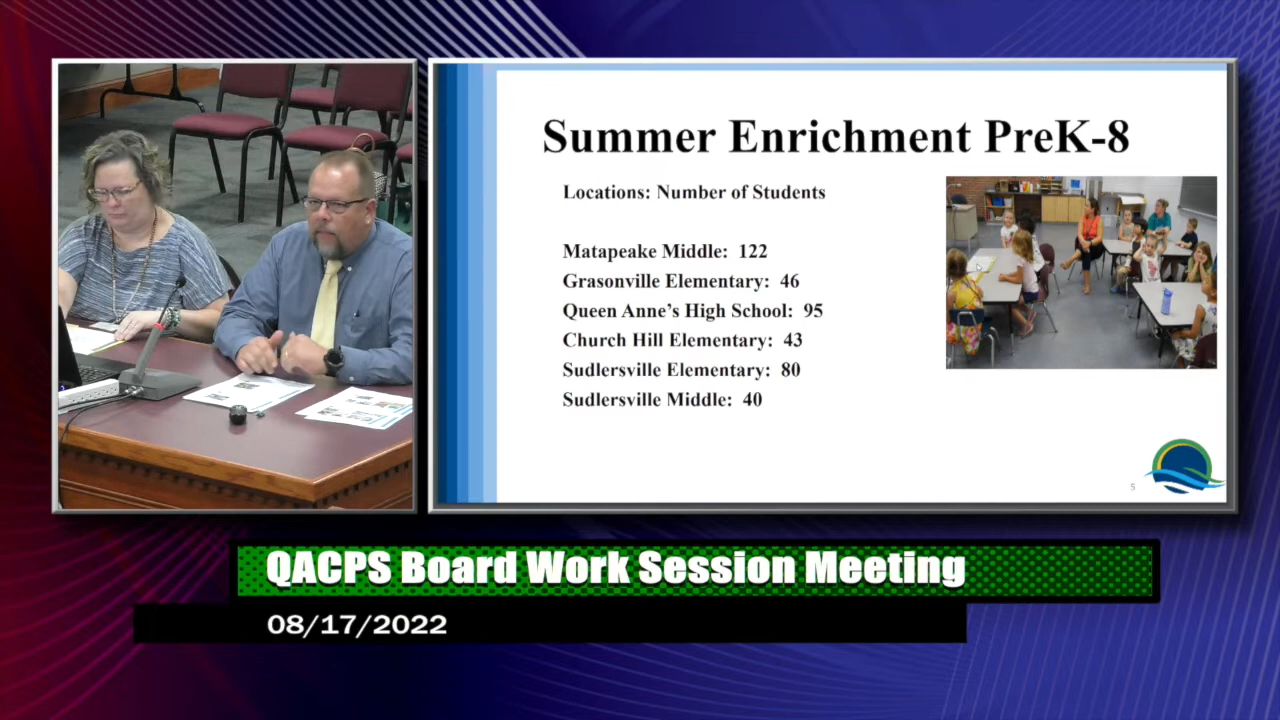 Summer Enrichment PreK-8
Locations: Number of Students
Matapeake Middle: 122
Grasonville Elementary: 46
Queen Anne's High School: 95
Church Hill Elementary: 43
Sudlersville Elementary: 80
Sudlersville Middle: 40
5
QACPS Board Work Session Meeting
08/17/2022